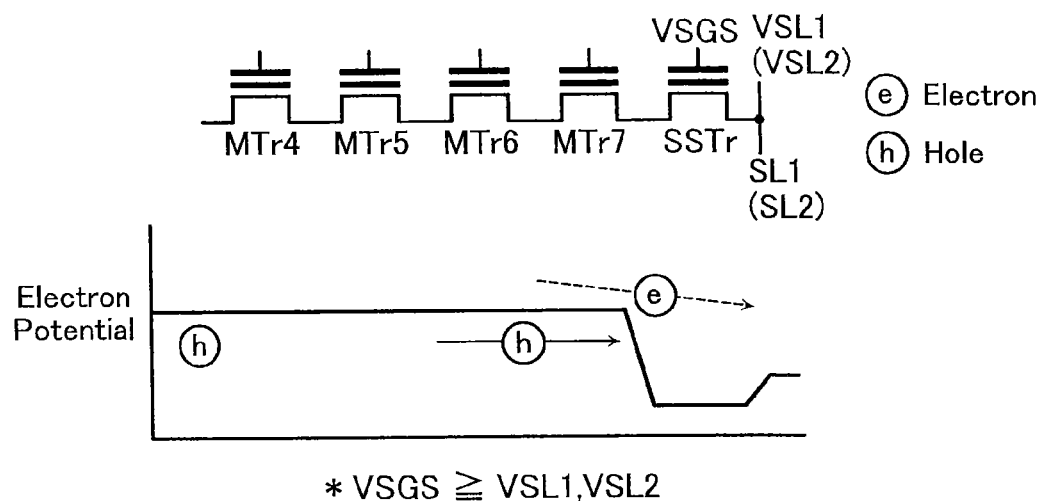 VSGS
VSL1
(VSL2)
MTr4
MTr5
MTr6
MTr7
SSTr
SL1
(SL2)
e Electron
h Hole
Electron
Potential
h
h
e
* VSGS ≧ VSL1,VSL2